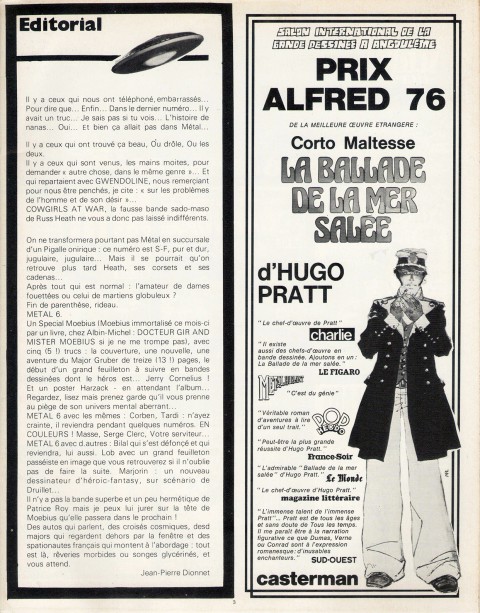 Editorial
Il y a ceux qui nous ont téléphoné, embarrassés...
Pour dire que... Enfin... Dans le dernier numéro... Il y
avait un truc... Je sais pas si tu vois... L'histoire de
nanas... Oui... Et bien ça allait pas dans Métal...
Il y a ceux qui ont trouvé ça beau, Ou drôle, Ou les
deux.
Il y a ceux qui sont venus, les mains moites, pour
demander « autre chose, dans le même genre »... Et
qui repartaient avec GWENDOLINE, nous remerçiant
pour nous être penchés, je cite : « sur les problèmes
de l'homme et de son désir »...
COWGIRLS AT WAR, la fausse bande sado-maso
de Russ Heath ne vous a donc pas laissé indifférents.
On ne transformera pourtant pas Métal en succursale
d'un Pigalle onirique : ce numéro est S-F, pur et dur,
jugulaire, jugulaire... Mais il se pourrait qu'on
retrouve plus tard Heath, ses corsets et ses
cadenas...
Après tout qui est normal : l'amateur de dames
fouettées ou celui de martiens globuleux ?
Fin de parenthèse, rideau.
METAL 6.
Un Special Moebius (Moebius immortalisé ce mois-ci
par un livre, chez Albin-Michel : DOCTEUR GIR AND
MISTER MOEBIUS si je ne me trompe pas), avec
cinq (5 !) trucs : la couverture, une nouvelle, une
aventure du Major Gruber de treize (13 !) pages, le
début d'un grand feuilleton à suivre en bandes
dessinées dont le héros est... Jerry Cornelius !
Et un poster Harzack - en attendant l'album...
Regardez, lisez mais prenez garde qu'il vous prenne
au piège de son univers mental aberrant...
METAL 6 avec les mêmes : Corben, Tardi : n'ayez
crainte, il reviendra pendant quelques numéros. EN
COULEURS ! Masse, Serge Clerc, Votre serviteur...
METAL 6 avec d.autres : Bilal qui s'est défoncé et qui
reviendra, lui aussi. Lob avec un grand feuilleton
passéiste en image que vous retrouverez si il n'oublie
pas de faire la suite. Marjorin : un nouveau
dessinateur d'héroic-fantasy, sur scénario de
Druillet...
Il n'y a pas la bande superbe et un peu hermétique de
Patrice Roy mais je peux lui jurer sur la tête de
Moebius qu'elle passera dans le prochain !
Des autos qui parlent, des croisés cosmiques, desd
majors qui regardent dehors par la fenêtre et des
spationautes français qui montent à l'abordage : tout
est là, rêveries morbides ou songes glycérinés, et
vous attend.
Jean-Pierre Dionnet
3
SALON INTERNATIONAL DE LA
BANDE DESSINEE A ANGOULÊME
PRIX
ALFRED 76
DE LA MEILLEURE ŒUVRE ETRANGERE :
Corto Maltesse
LA BALLADE
DE LA MER
SALÉE
d'HUGO
PRATT
"Le chef-d'œuvre de Pratt"
charlie
"Il existe
aussi des chefs-d'œuvre en
bande dessinée. Ajoutons en un :
La Ballade de la mer salée."
LE FIGARO
METAL HURLANT
"C'est du génie"
"Véritable roman
d'aventures à lire
d'un seul trait."
"Peut-être la plus grande
réussite d'Hugo Pratt."
France-Soir
"L'admirable "Ballade de la mer
salée" d'Hugo Pratt."
Le Monde
"Le chef-d'œuvre d'Hugo Pratt."
magazine littéraire
"L'immense talent de l'immense
Pratt"... Pratt est de tous les âges
et sans doute de Tous les temps.
Il me parait être à la narration
figurative ce que Dumas, Verne
ou Conrad sont à l'expression
romanesque: d'inusables
enchanteurs."
SUD-OUEST
casterman